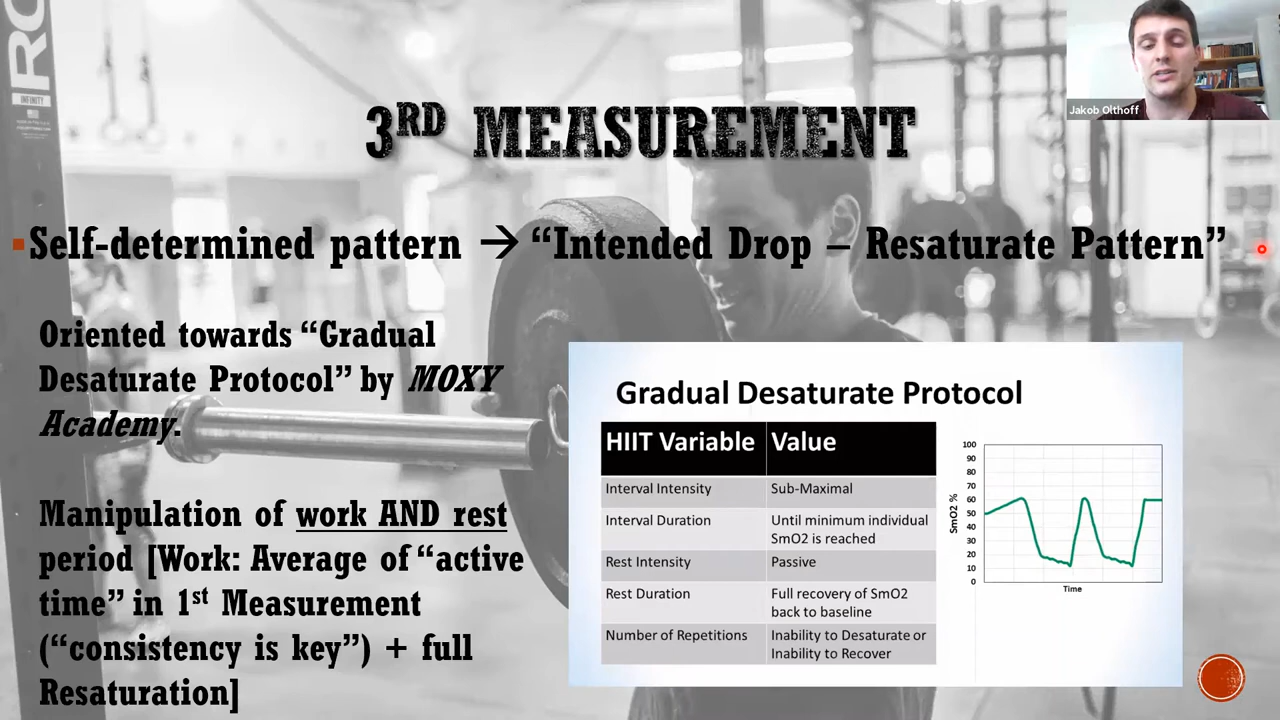 IRO
INFINITY
Jakob Olthoff
3RD MEASUREMENT
Self-determined pattern → “Intended Drop – Resaturate Pattern”
Oriented towards “Gradual
Desaturate Protocol” by MOXY
Academy.
Manipulation of work AND rest
period [Work: Average of “active
time” in 1st Measurement
(“consistency is key”) + full
Resaturation]
Gradual Desaturate Protocol
HIIT Variable Value
Interval Intensity Sub-Maximal
Interval Duration Until minimum individual
SmO2 is reached
Rest Intensity Passive
Rest Duration Full recovery of SmO2
back to baseline
Number of Repetitions Inability to Desaturate or
Inability to Recover
100
90
80
70
60
50
40
30
20
10
0
SmO2 %
Time